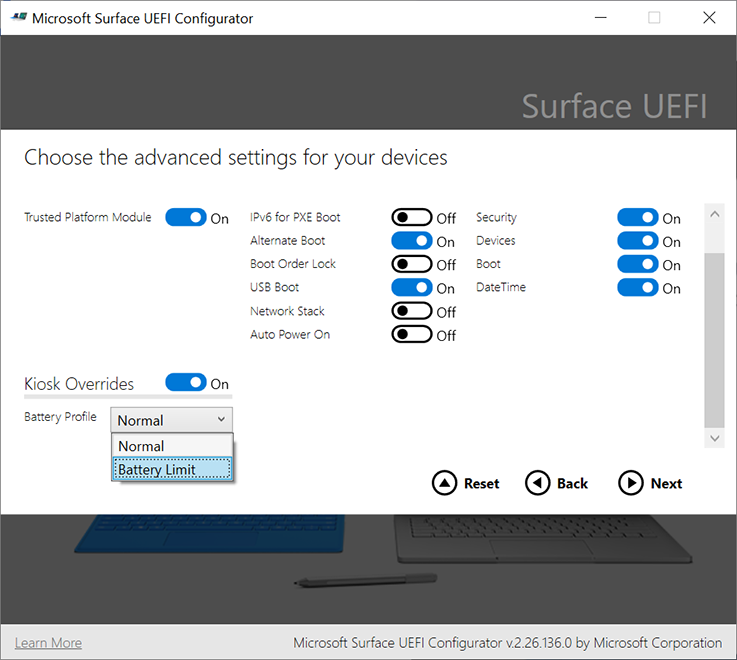 Microsoft Surface UEFI Configurator
Surface UEFI
Choose the advanced settings for your devices
Trusted Platform Module On
IPv6 for PXE Boot Off
Alternate Boot On
Boot Order Lock Off
USB Boot On
Network Stack Off
Auto Power On Off
Security On
Devices On
Boot On
DateTime On
Kiosk Overrides On
Battery Profile Normal
Normal
Battery Limit
Reset Back Next
Learn More Microsoft Surface UEFI Configurator v.2.26.136.0 by Microsoft Corporation